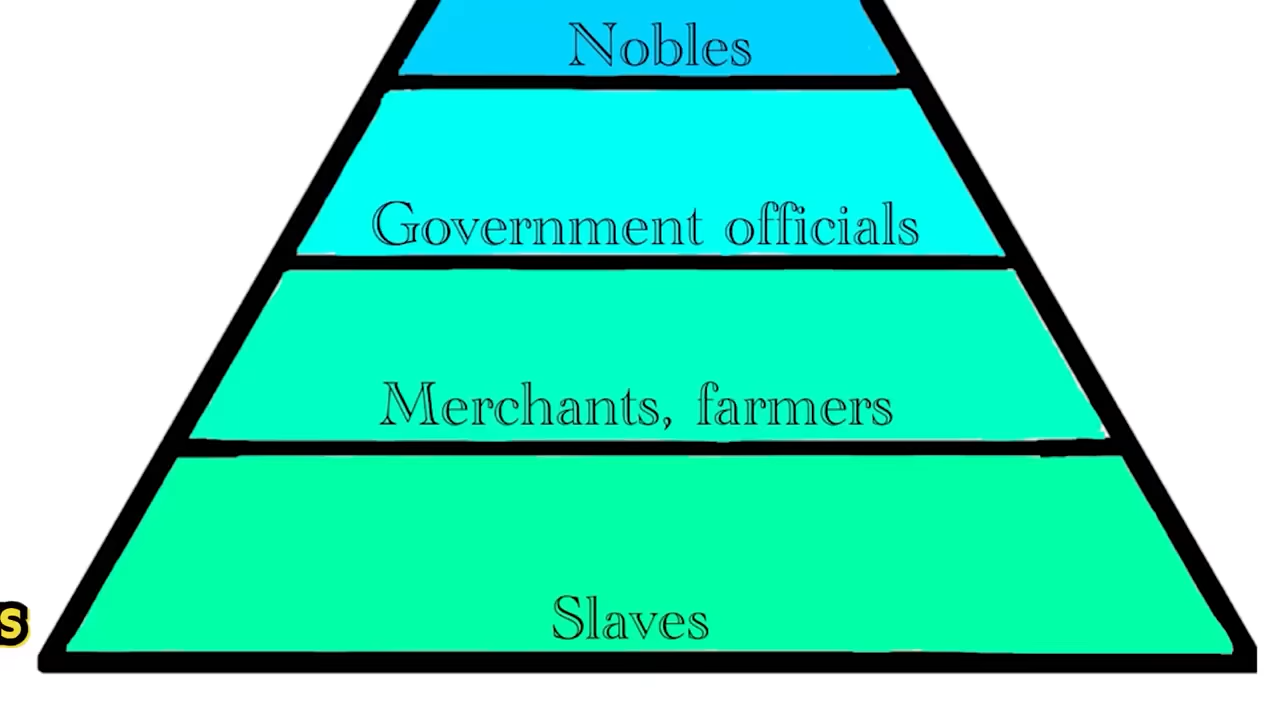 Nobles
Government officials
Merchants, farmers
Slaves
s